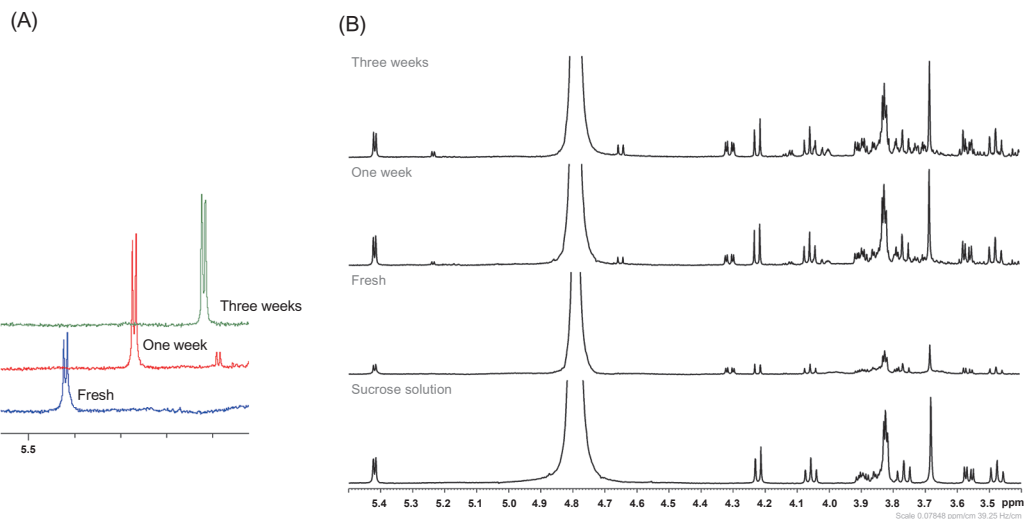 (A)
(B)
Three weeks
One week
Fresh
Sucrose solution
Three weeks
One week
Fresh
5.5
5.4 5.3 5.2 5.1 5.0 4.9 4.8 4.7 4.6 4.5 4.4 4.3 4.2 4.1 4.0 3.9 3.8 3.7 3.6 3.5 ppm
Scale 0.07848 ppm/cm 39.25 Hz/cm